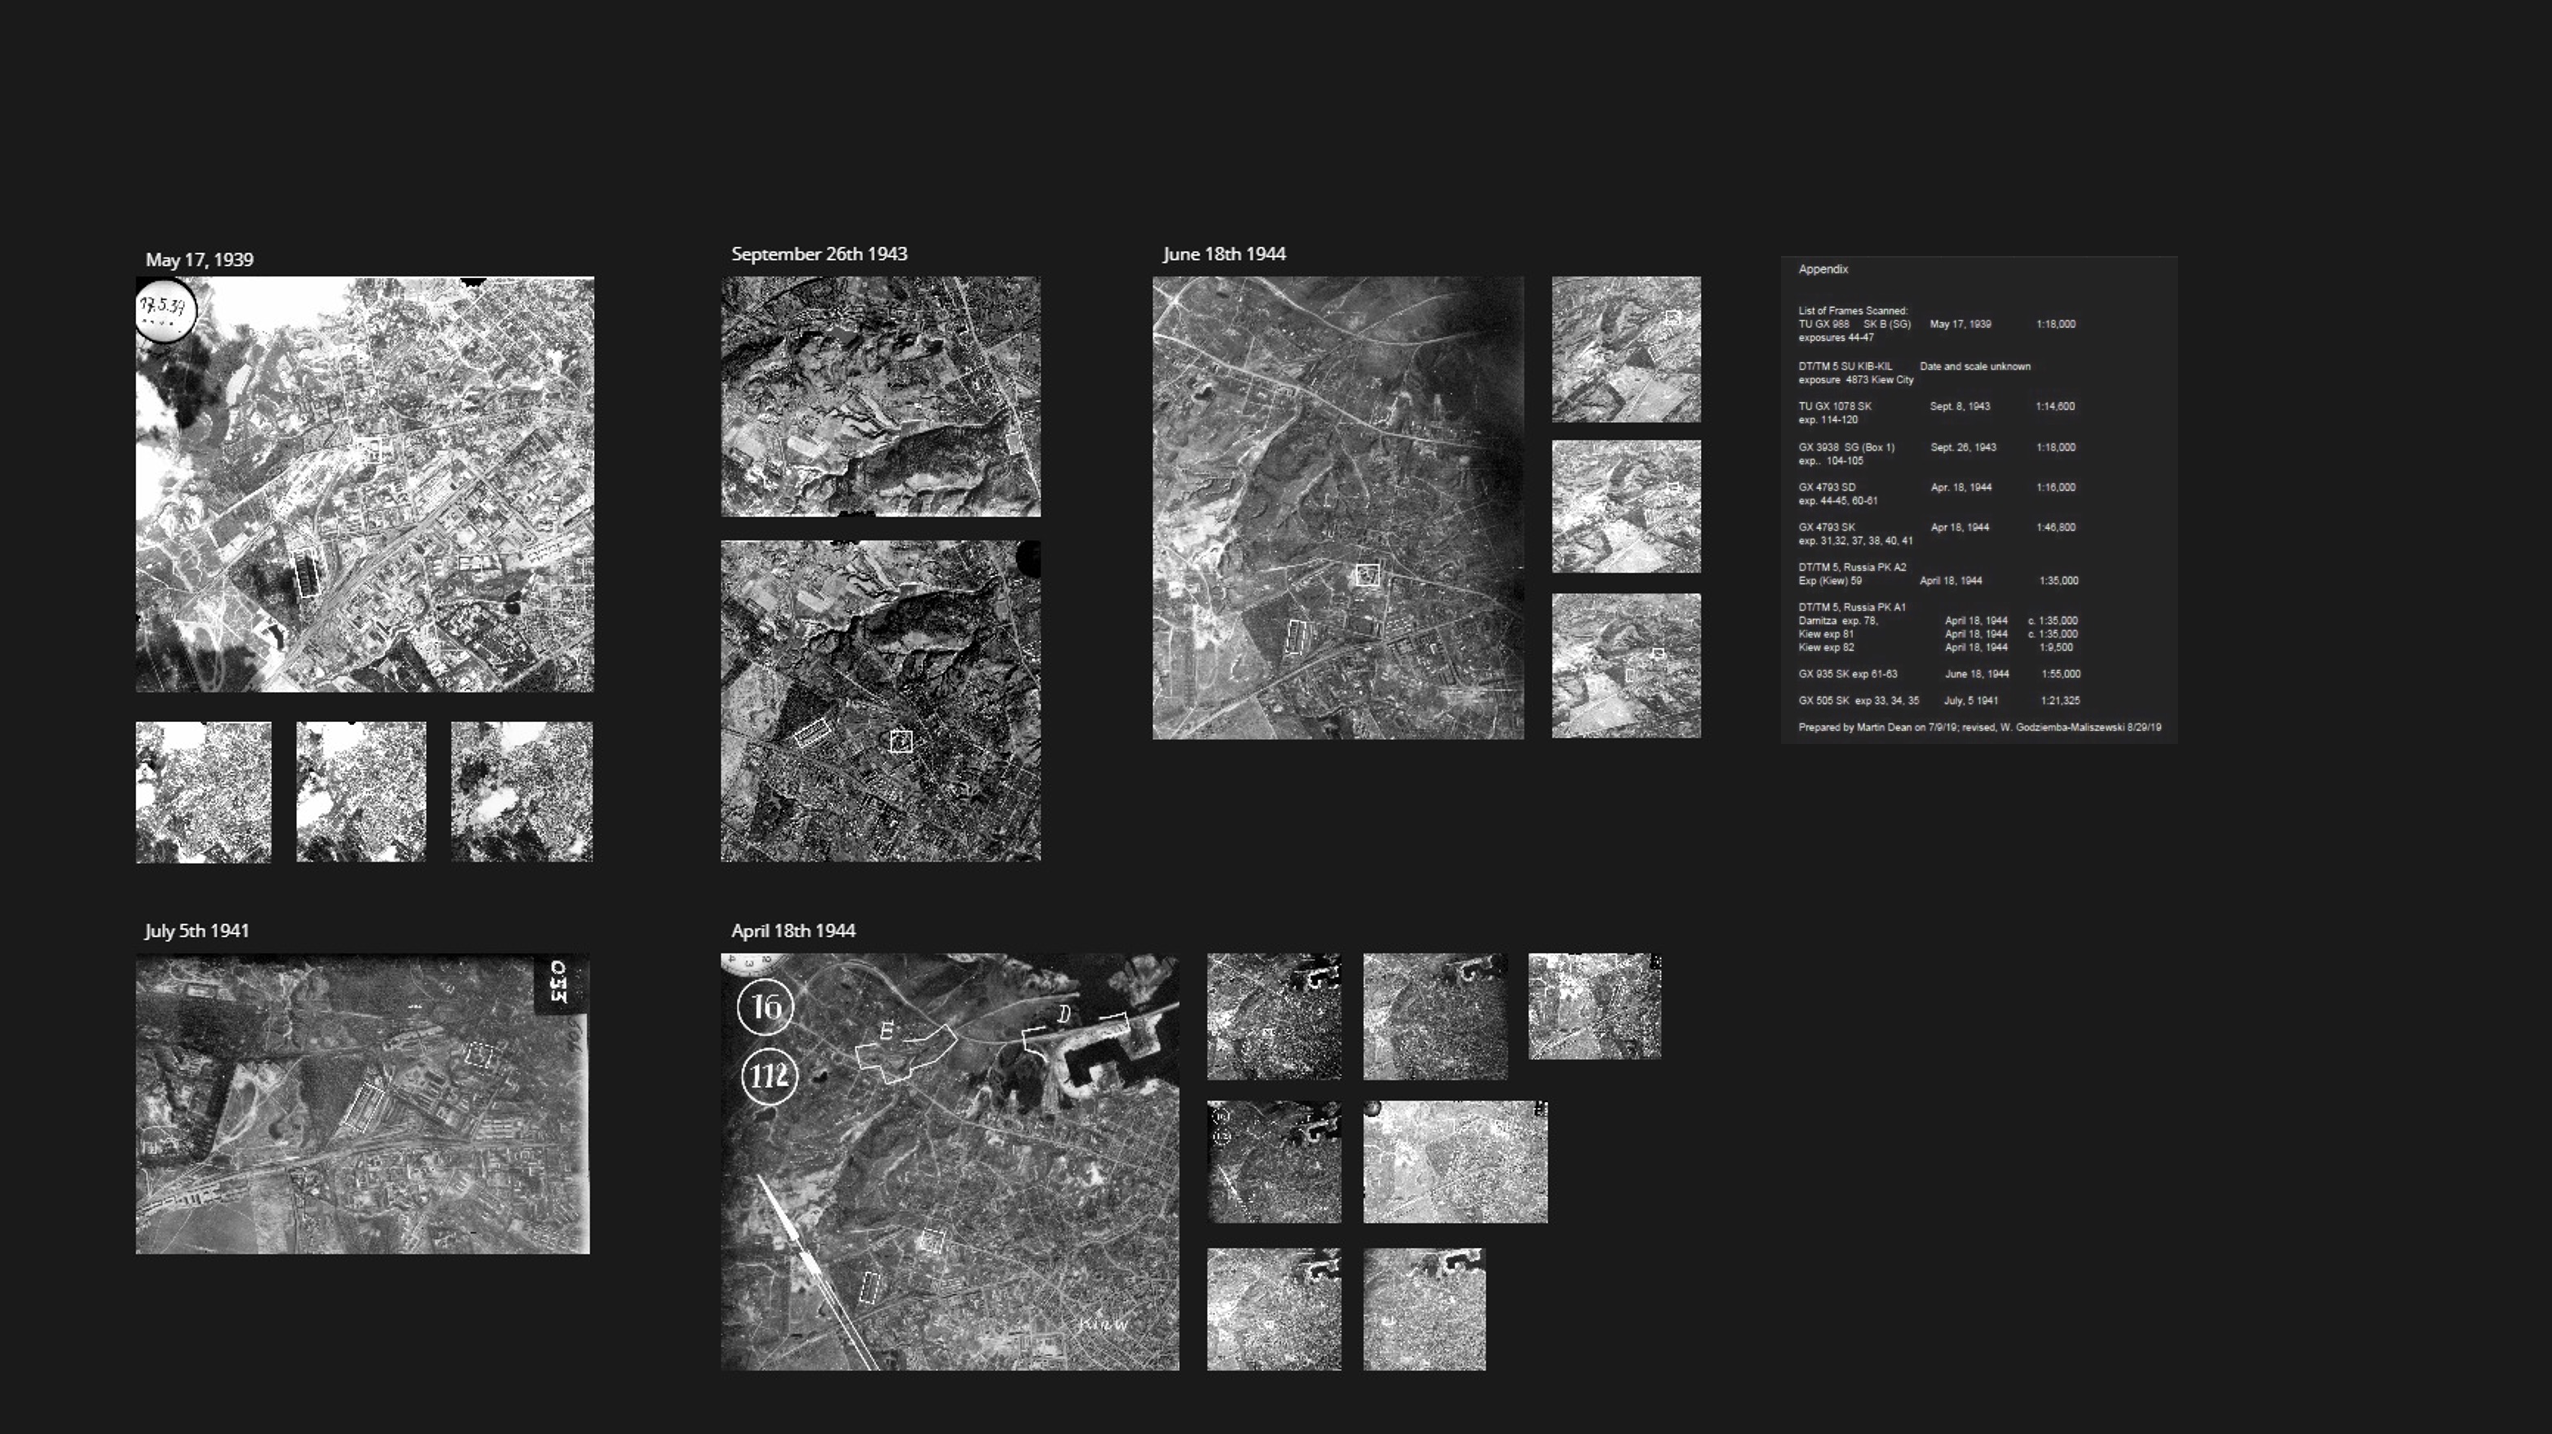 May 17, 1939
17.5.39
September 26th 1943
June 18th 1944
Appendix
List of Frames Scanned:
TU GX 988 SK B (SG) May 17, 1939 1:18,000
exposures 44-47
DT/TM 5 SU KIB-KIL Date and scale unknown
exposure 4873 Kiew City
TU GX 1078 SK Sept. 8, 1943 1:14,600
exp. 114-120
GX 3938 SG (Box 1) Sept. 26, 1943 1:18,000
exp.. 104-105
GX 4793 SD Apr. 18, 1944 1:16,000
exp. 44-45, 60-61
GX 4793 SK Apr 18, 1944 1:46,800
exp. 31,32, 37, 38, 40, 41
DT/TM 5, Russia PK A2
Exp (Kiew) 59 April 18, 1944 1:35,000
DT/TM 5, Russia PK A1
Darnitza exp. 78, April 18, 1944 c. 1:35,000
Kiew exp 81 April 18, 1944 c. 1:35,000
Kiew exp 82 April 18, 1944 1:9,500
GX 935 SK exp 61-63 June 18, 1944 1:55,000
GX 505 SK exp 33, 34, 35 July, 5 1941 1:21,325
Prepared by Martin Dean on 7/9/19; revised, W. Godziemba-Maliszewski 8/29/19
July 5th 1941
033
April 18th 1944
16
112
E
D
Kiew